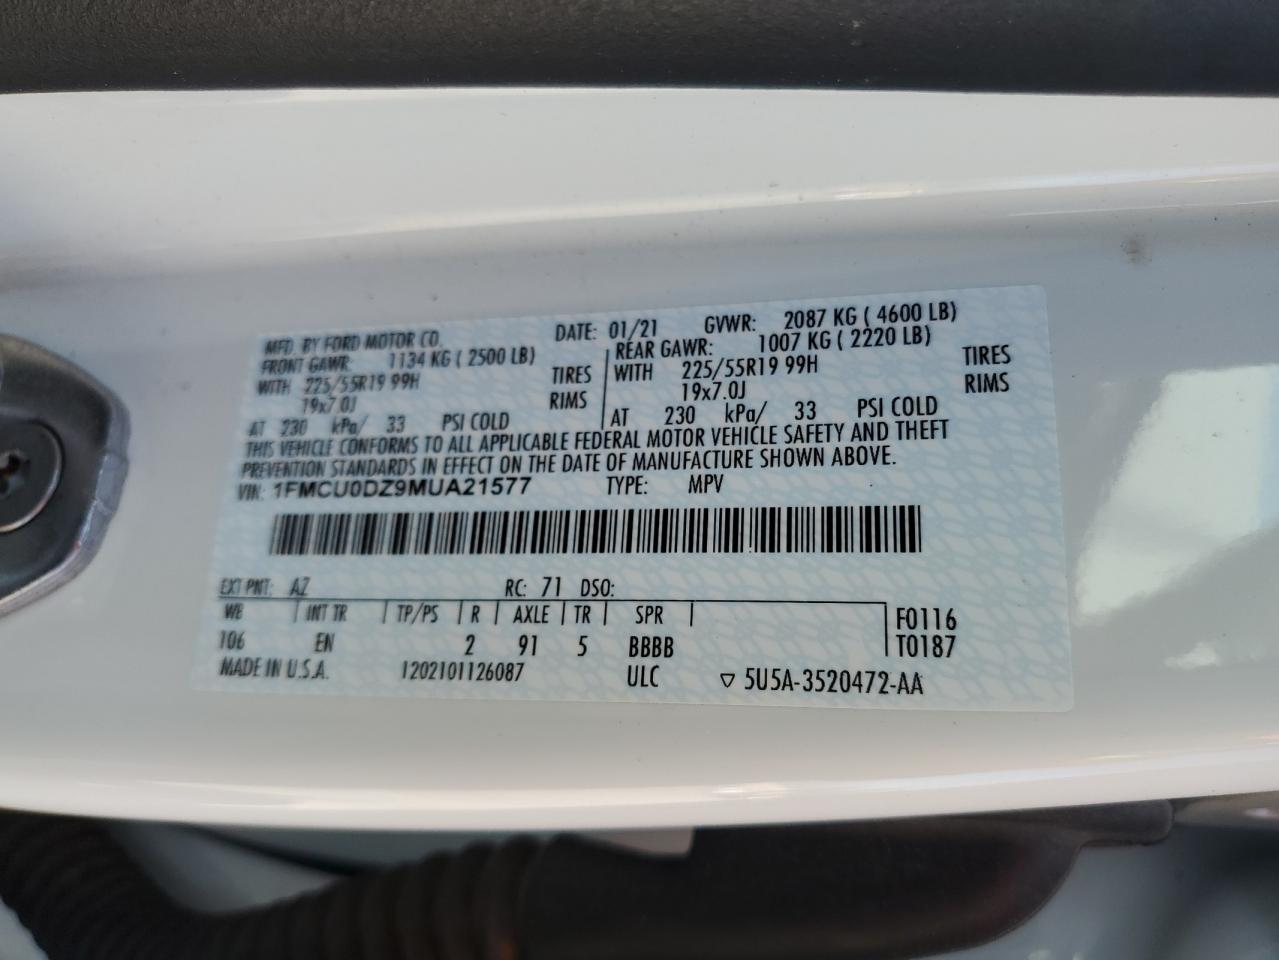 MFD. BY FORD MOTOR CO. DATE: 01/21 GVWR: 2087 KG ( 4600 LB)
FRONT GAWR: 1134 KG ( 2500 LB) REAR GAWR: 1007 KG ( 2220 LB)
WITH 225/55R19 99H TIRES WITH 225/55R19 99H TIRES
19x7.0J RIMS 19x7.0J RIMS
AT 230 kPa/ 33 PSI COLD AT 230 kPa/ 33 PSI COLD
THIS VEHICLE CONFORMS TO ALL APPLICABLE FEDERAL MOTOR VEHICLE SAFETY AND THEFT
PREVENTION STANDARDS IN EFFECT ON THE DATE OF MANUFACTURE SHOWN ABOVE.
VIN: 1FMCU0DZ9MUA21577 TYPE: MPV
EXT PNT: AZ RC: 71 DSO:
WB INT TR TP/PS R AXLE TR SPR F0116
106 EN 2 91 5 BBBB T0187
MADE IN U.S.A. 1202101126087 ULC ▽ 5U5A-3520472-AA